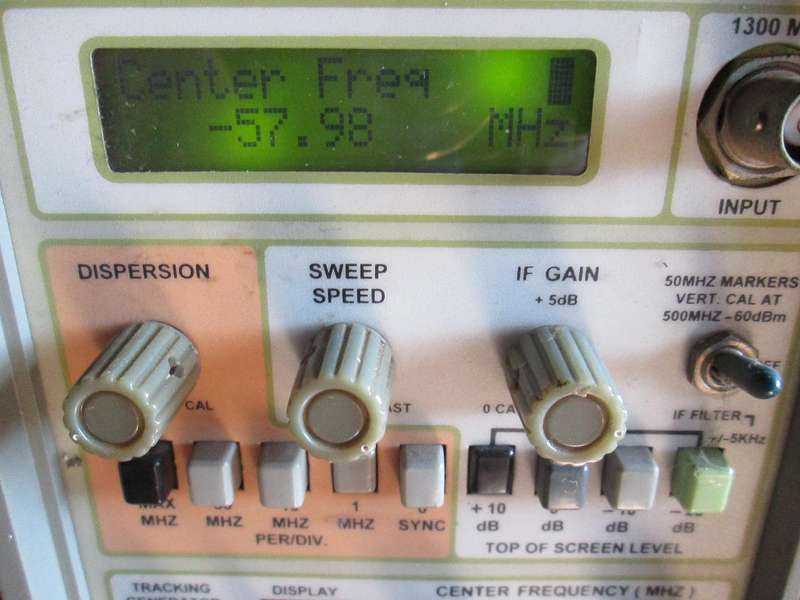 Center Freq
-57.98 MHz
1300 M
INPUT
DISPERSION
SWEEP
SPEED
IF GAIN
+ 5dB
50MHZ MARKERS
VERT. CAL AT
500MHZ -60dBm
CAL
AST
0 CA
IF FILTER
+/-5KHz
MAX
MHZ
MHZ
MHZ
1
MHZ
SYNC
PER/DIV.
+ 10
dB
dB
dB
dB
TOP OF SCREEN LEVEL
TRACKING
DISPLAY
CENTER FREQUENCY ( MHZ )